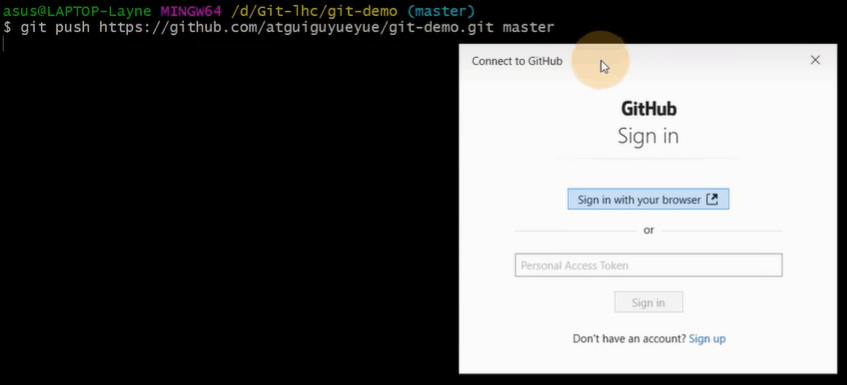 asus@LAPTOP-Layne MINGW64 /d/Git-lhc/git-demo (master)
$ git push https://github.com/atguiguyueyue/git-demo.git master
Connect to GitHub
GitHub
Sign in
Sign in with your browser
or
Personal Access Token
Sign in
Don't have an account? Sign up